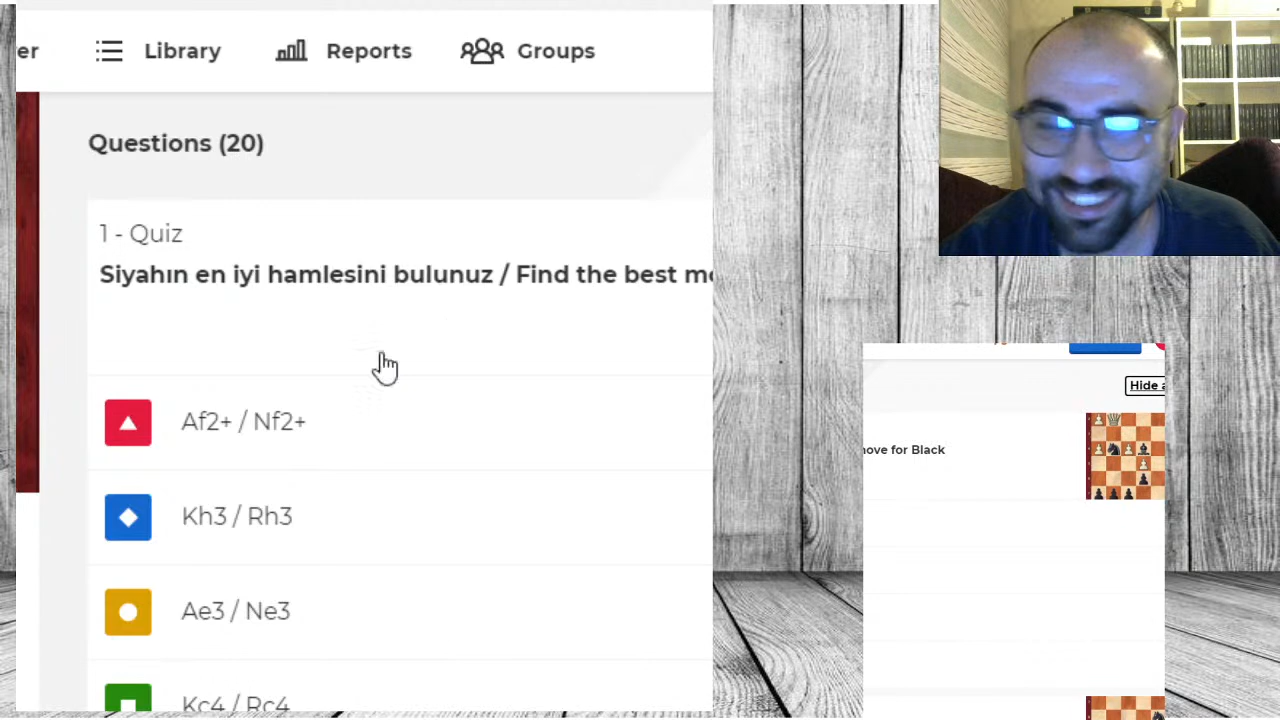 er Library Reports Groups
Questions (20)
1 - Quiz
Siyahın en iyi hamlesini bulunuz / Find the best
Af2+ / Nf2+
Kh3 / Rh3
Ae3 / Ne3
Kc4 / Rc4
Hide
ove for Black